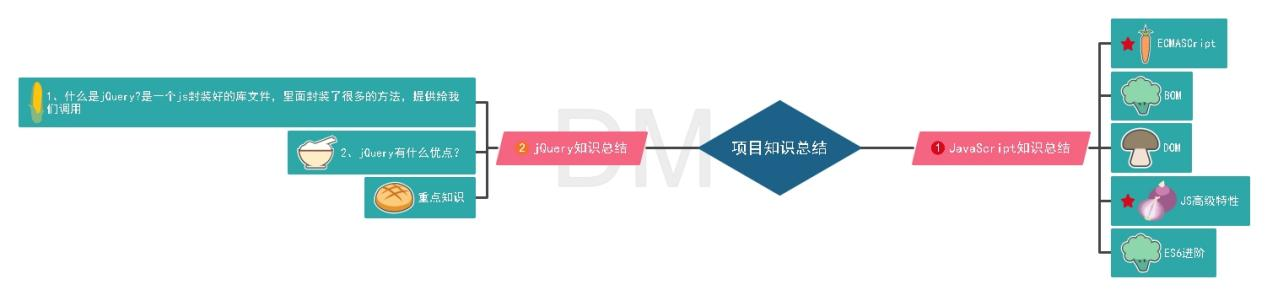 项目知识总结
1 JavaScript知识总结
ECMASCript
BOM
DOM
JS高级特性
ES6进阶
2 jQuery知识总结
1、什么是jQuery?是一个js封装好的库文件，里面封装了很多的方法，提供给我
们调用
2、jQuery有什么优点？
重点知识
DM